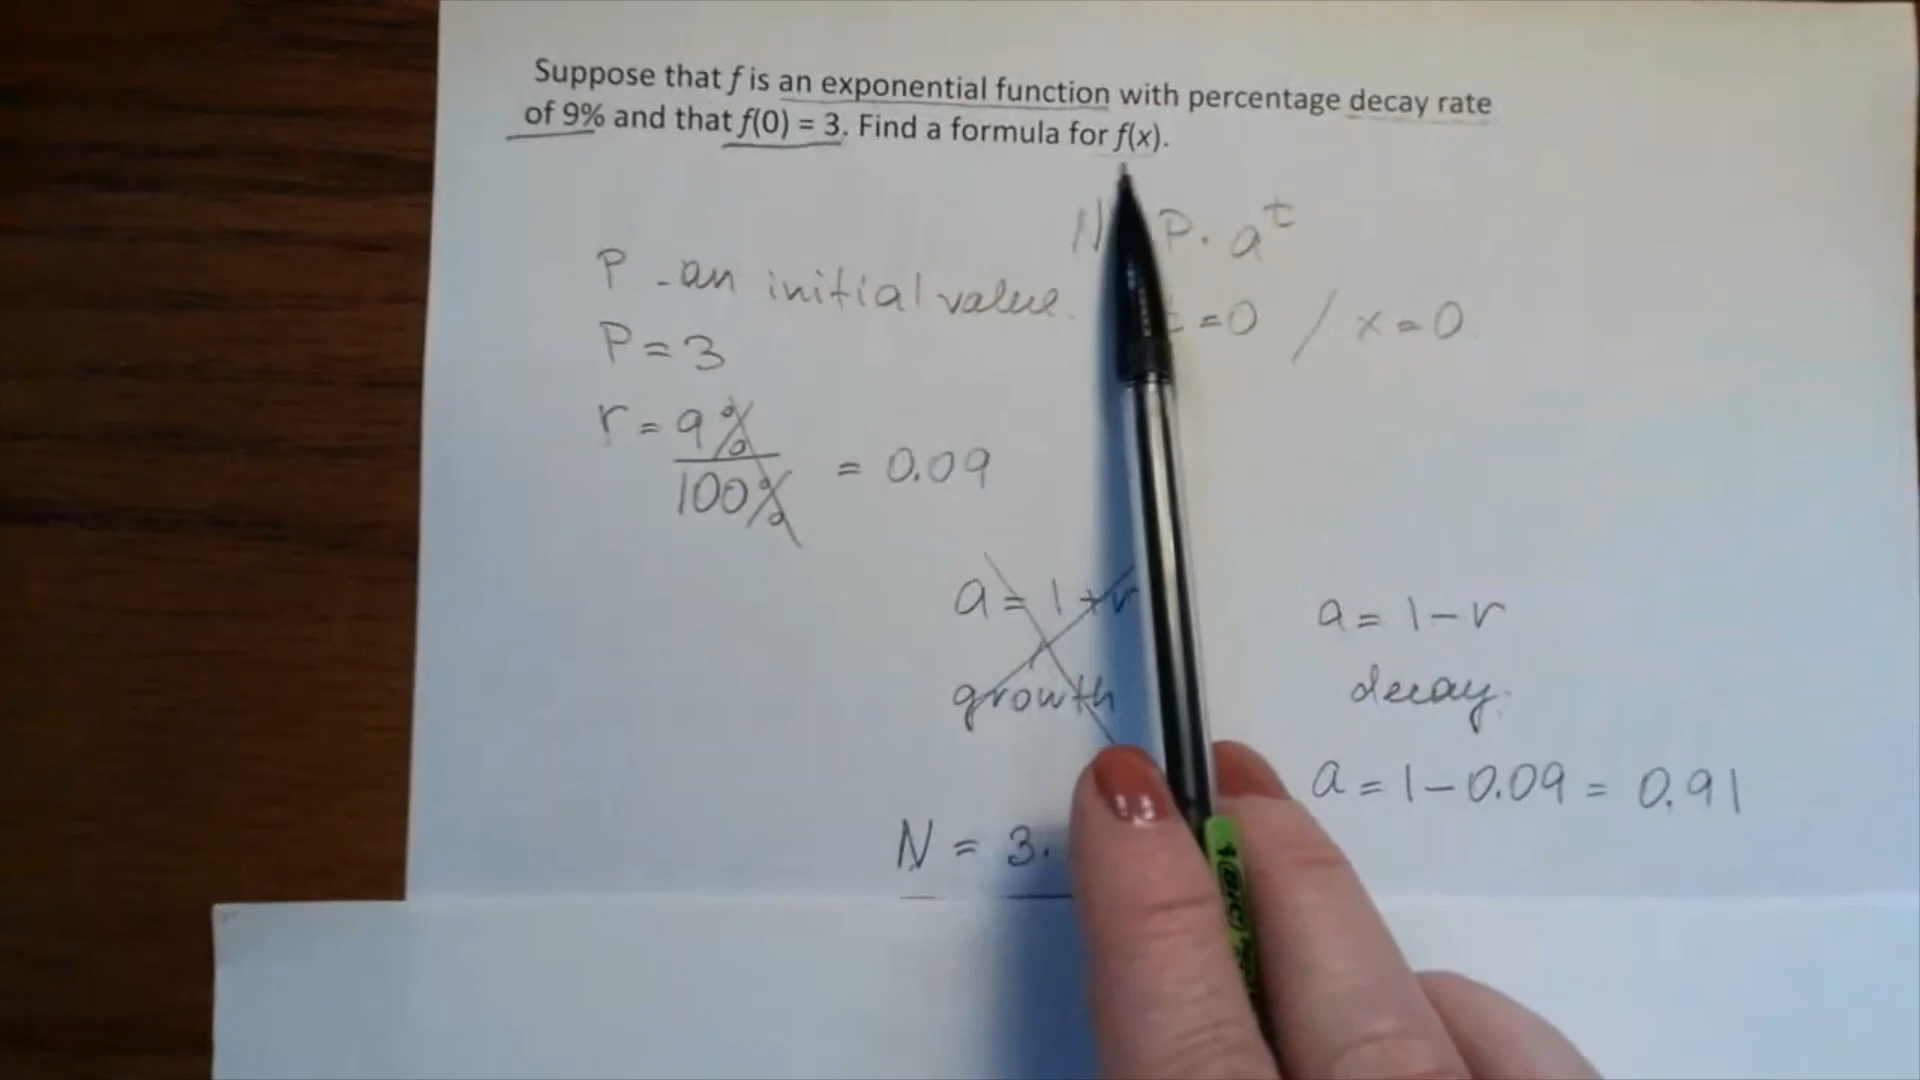 Suppose that f is an exponential function with percentage decay rate
of 9% and that f(0) = 3. Find a formula for f(x).
P. a^t
P - an initial value.
t = 0 / x = 0
P = 3
r = 9%
100%
= 0.09
a = 1 + r
growth
a = 1 - r
decay.
a = 1 - 0.09 = 0.91
N = 3.
(BIC)